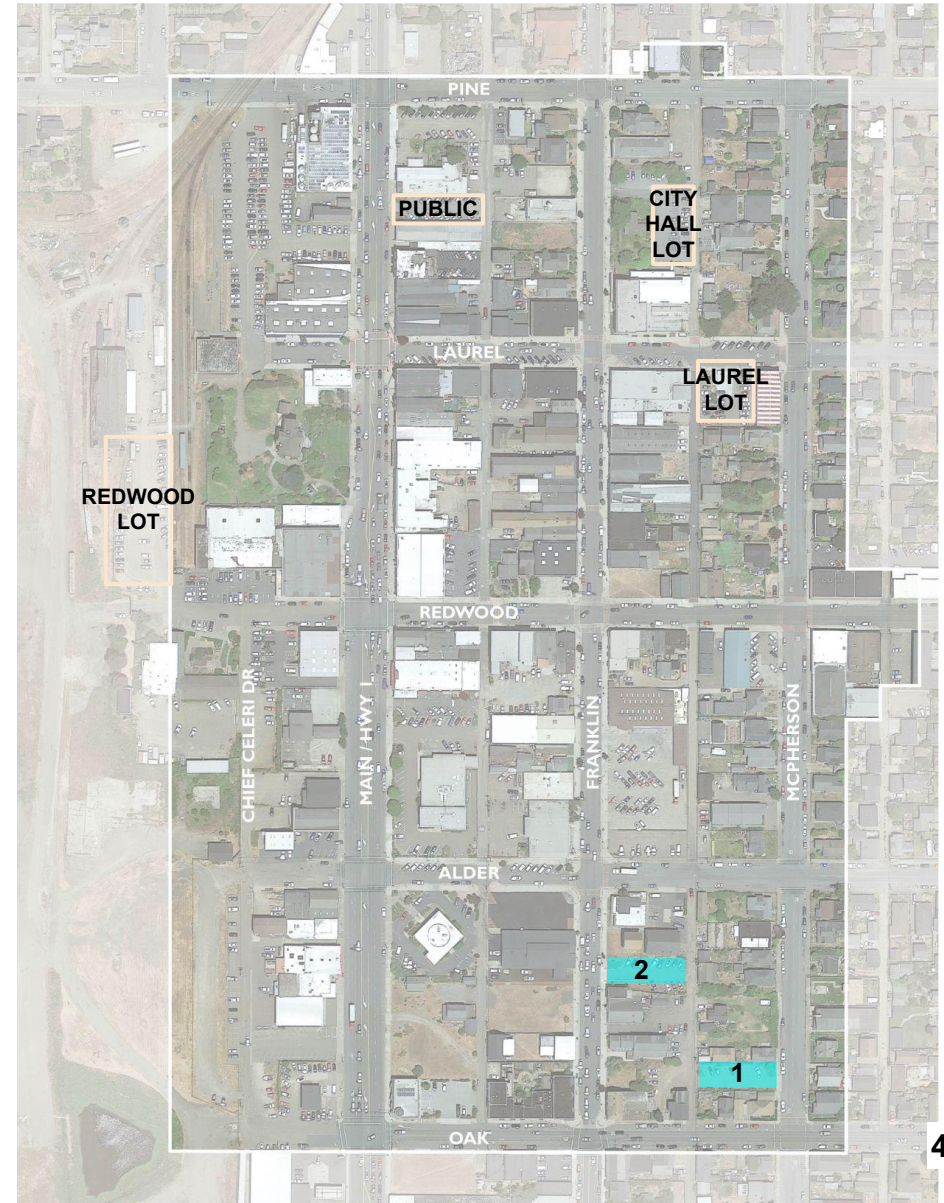 PINE
PUBLIC
CITY
HALL
LOT
LAUREL
LAUREL
LOT
REDWOOD
LOT
REDWOOD
CHIEF CELERI DR
MAIN / HWY 1
FRANKLIN
MCPHERSON
ALDER
2
1
OAK
4